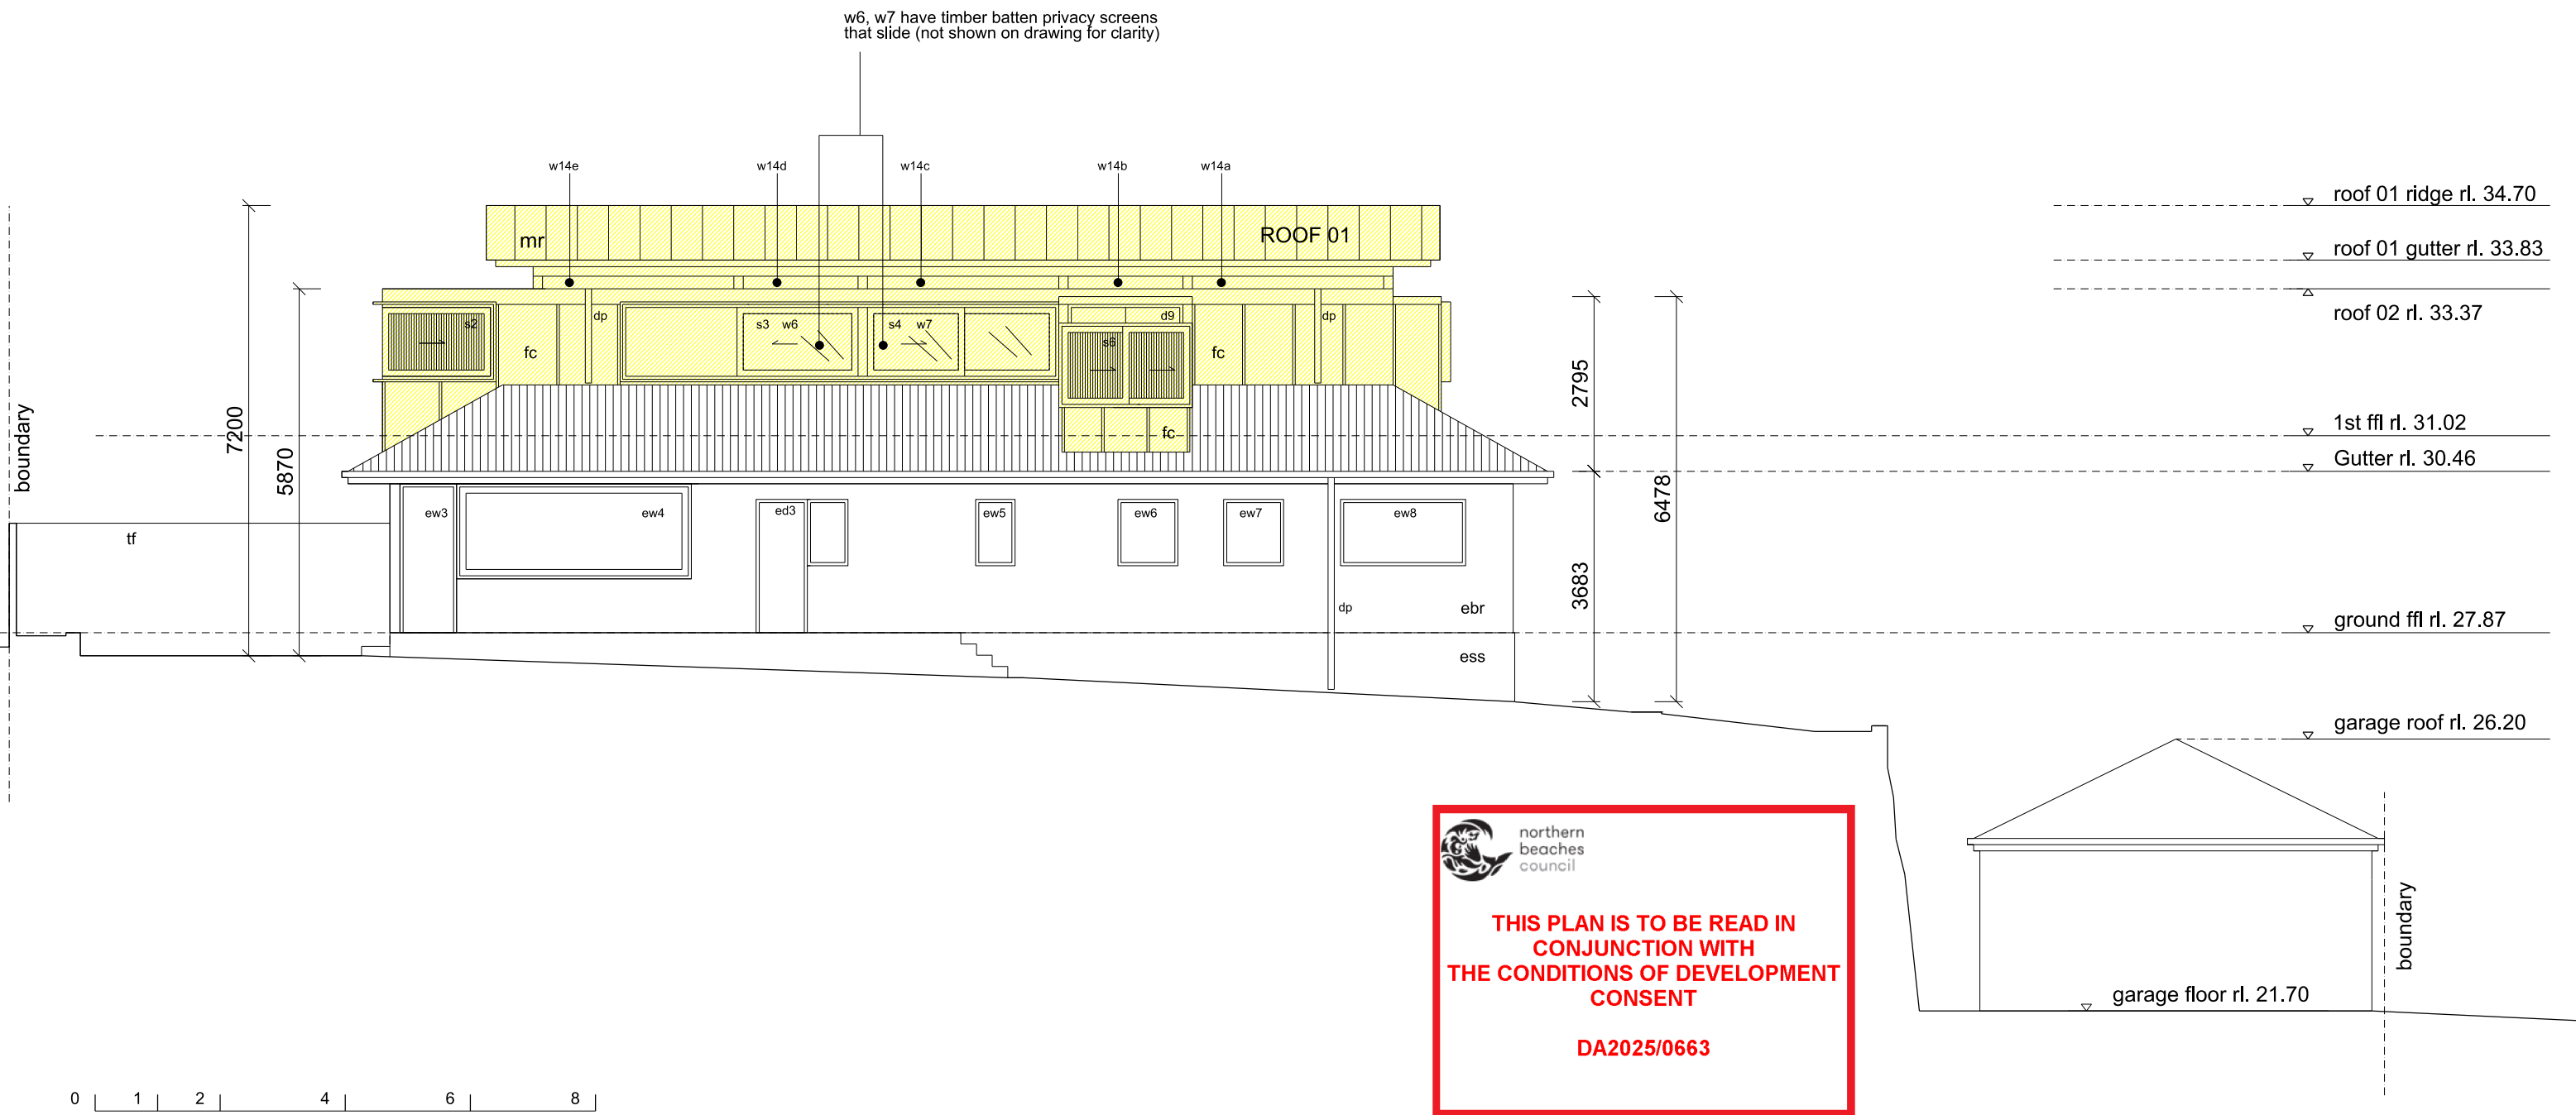 w6, w7 have timber batten privacy screens
that slide (not shown on drawing for clarity)
w14e
w14d
w14c
w14b
w14a
roof 01 ridge rl. 34.70
mr
ROOF 01
roof 01 gutter rl. 33.83
roof 02 rl. 33.37
s2
fc
dp
s3
w6
s4
w7
d9
s6
fc
dp
2795
7200
5870
boundary
fc
1st ffl rl. 31.02
Gutter rl. 30.46
6478
ew3
ew4
ed3
ew5
ew6
ew7
ew8
tf
3683
dp
ebr
ground ffl rl. 27.87
ess
garage roof rl. 26.20
northern
beaches
council
THIS PLAN IS TO BE READ IN
CONJUNCTION WITH
THE CONDITIONS OF DEVELOPMENT
CONSENT
DA2025/0663
boundary
garage floor rl. 21.70
0 1 2 4 6 8